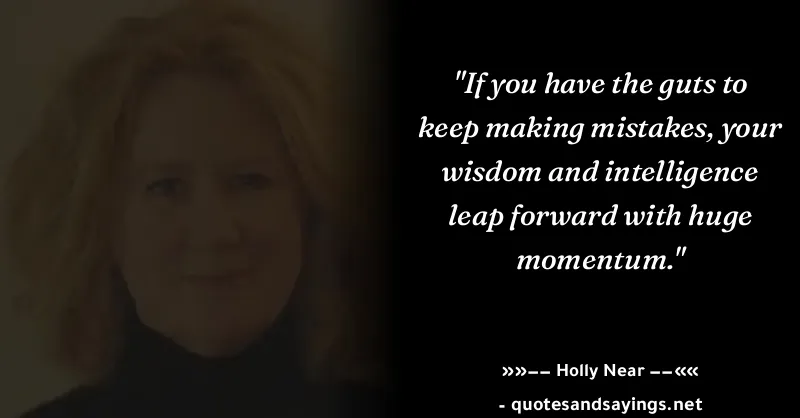 "If you have the guts to
keep making mistakes, your
wisdom and intelligence
leap forward with huge
momentum."
»»−− Holly Near −−««
- quotesandsayings.net